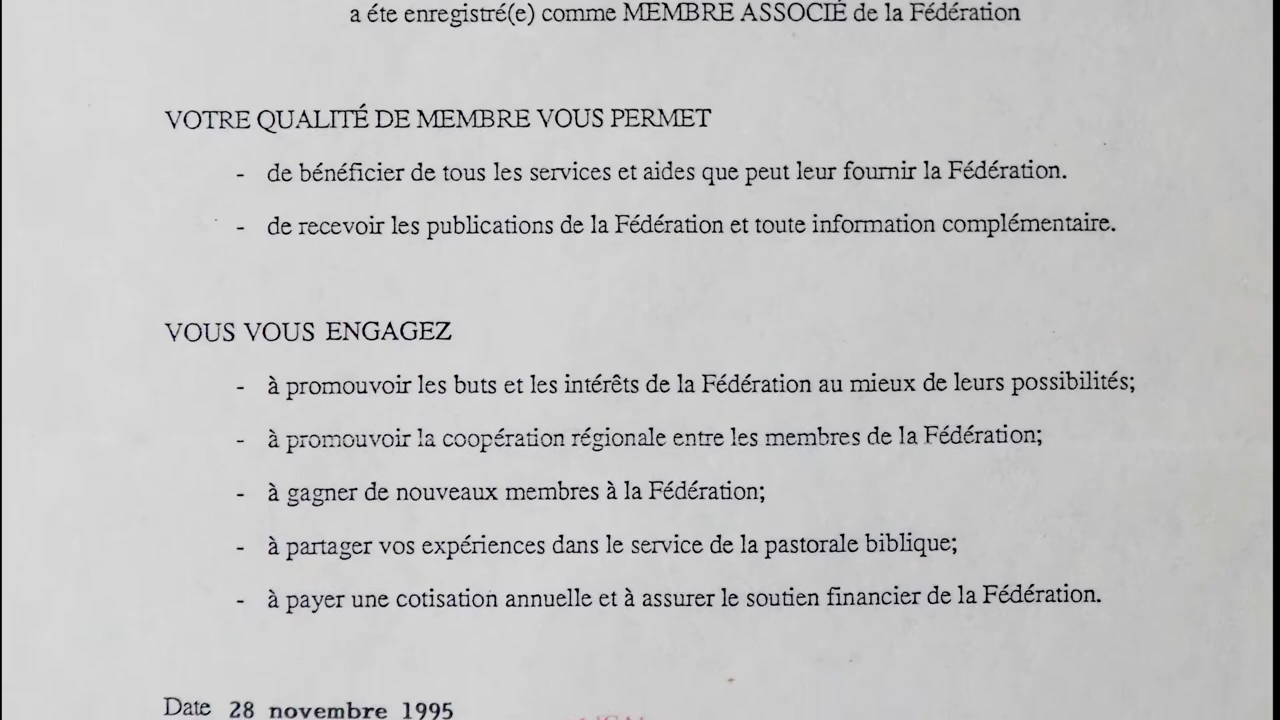 a éte enregistré(e) comme MEMBRE ASSOCIÉ de la Fédération
VOTRE QUALITÉ DE MEMBRE VOUS PERMET
- de bénéficier de tous les services et aides que peut leur fournir la Fédération.
- de recevoir les publications de la Fédération et toute information complémentaire.
VOUS VOUS ENGAGEZ
- à promouvoir les buts et les intérêts de la Fédération au mieux de leurs possibilités;
- à promouvoir la coopération régionale entre les membres de la Fédération;
- à gagner de nouveaux membres à la Fédération;
- à partager vos expériences dans le service de la pastorale biblique;
- à payer une cotisation annuelle et à assurer le soutien financier de la Fédération.
Date 28 novembre 1995